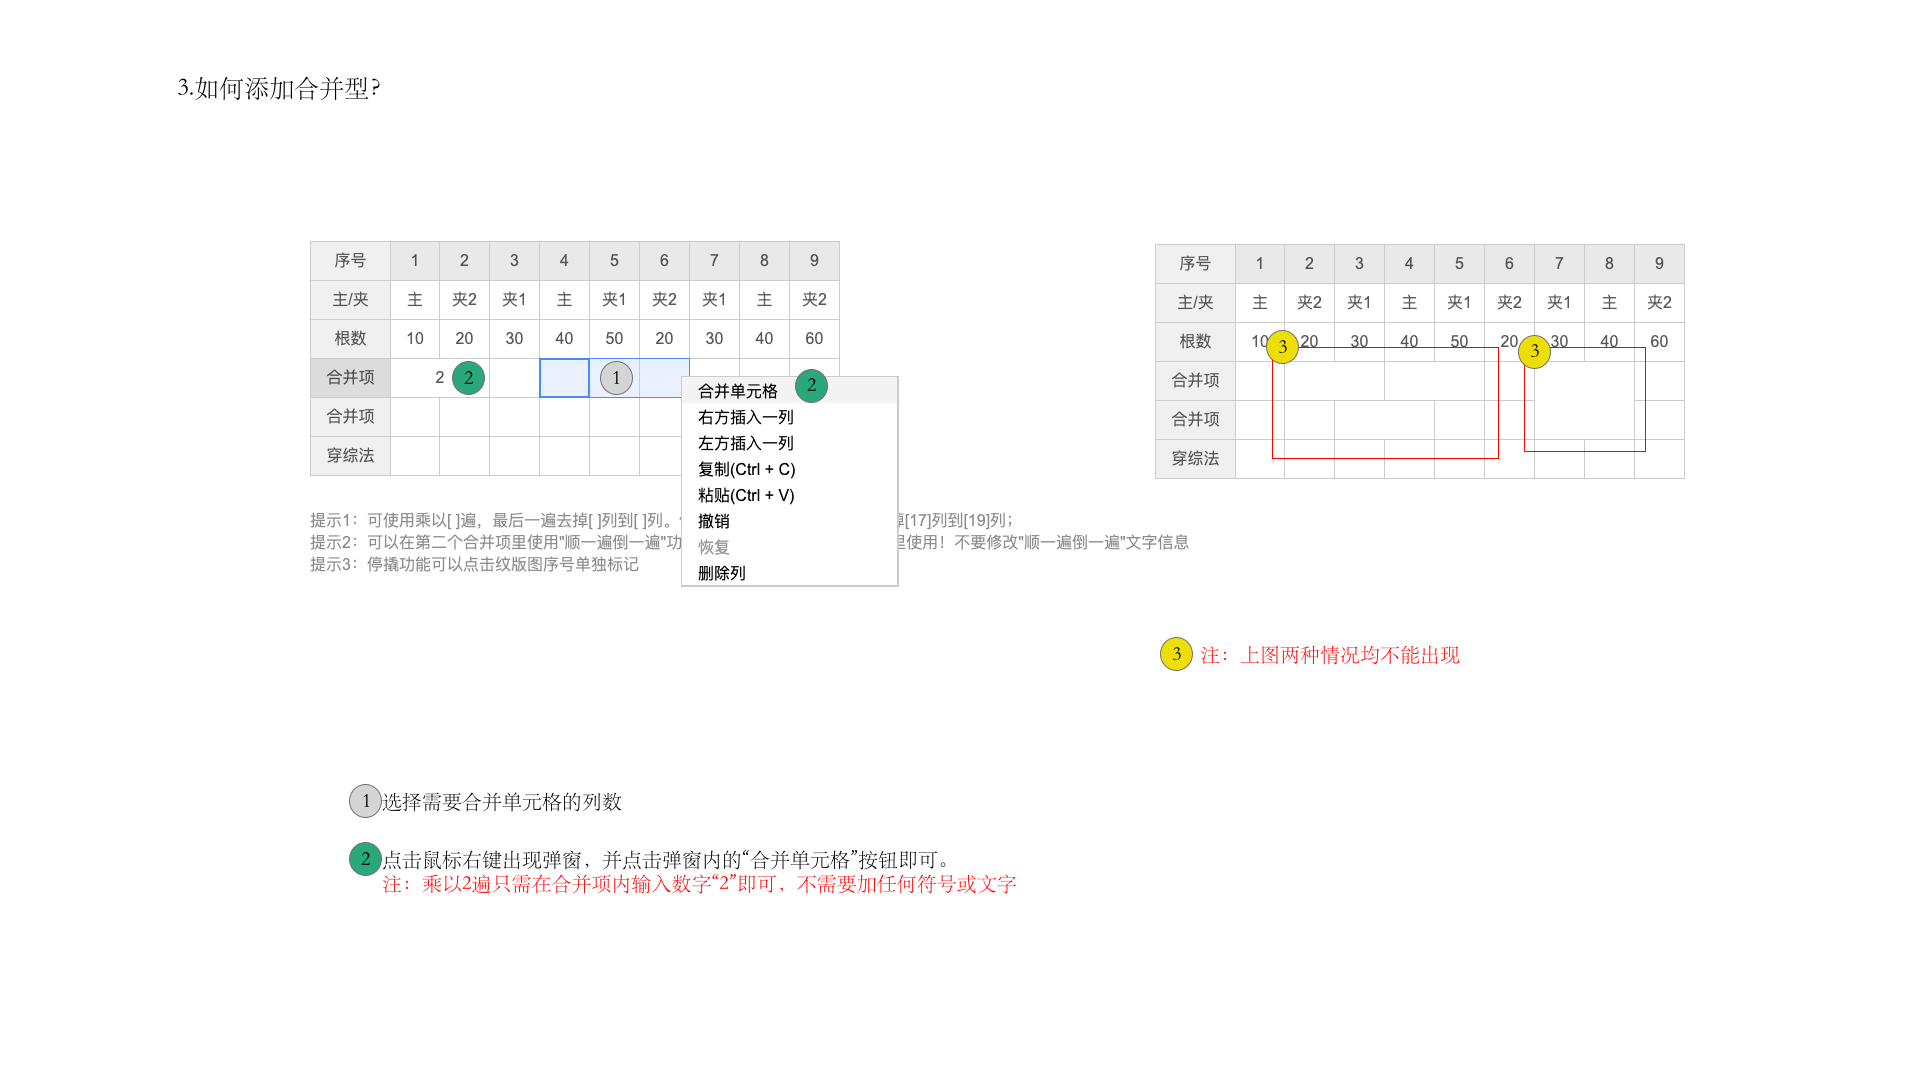 3.如何添加合并型?
序号 1 2 3 4 5 6 7 8 9
主/夹 主 夹2 夹1 主 夹1 夹2 夹1 主 夹2
根数 10 20 30 40 50 20 30 40 60
合并项 2 2 1
合并项
穿综法
合并单元格 2
右方插入一列
左方插入一列
复制(Ctrl + C)
粘贴(Ctrl + V)
撤销
恢复
删除列
提示1：可使用乘以[ ]遍，最后一遍去掉[ ]列到[ ]列。 [17]列到[19]列；
提示2：可以在第二个合并项里使用"顺一遍倒一遍"功 里使用！不要修改"顺一遍倒一遍"文字信息
提示3：停撬功能可以点击纹版图序号单独标记
序号 1 2 3 4 5 6 7 8 9
主/夹 主 夹2 夹1 主 夹1 夹2 夹1 主 夹2
根数 10 3 20 30 40 50 20 3 30 40 60
合并项
合并项
穿综法
3 注：上图两种情况均不能出现
1 选择需要合并单元格的列数
2 点击鼠标右键出现弹窗，并点击弹窗内的“合并单元格”按钮即可。
注：乘以2遍只需在合并项内输入数字“2”即可，不需要加任何符号或文字